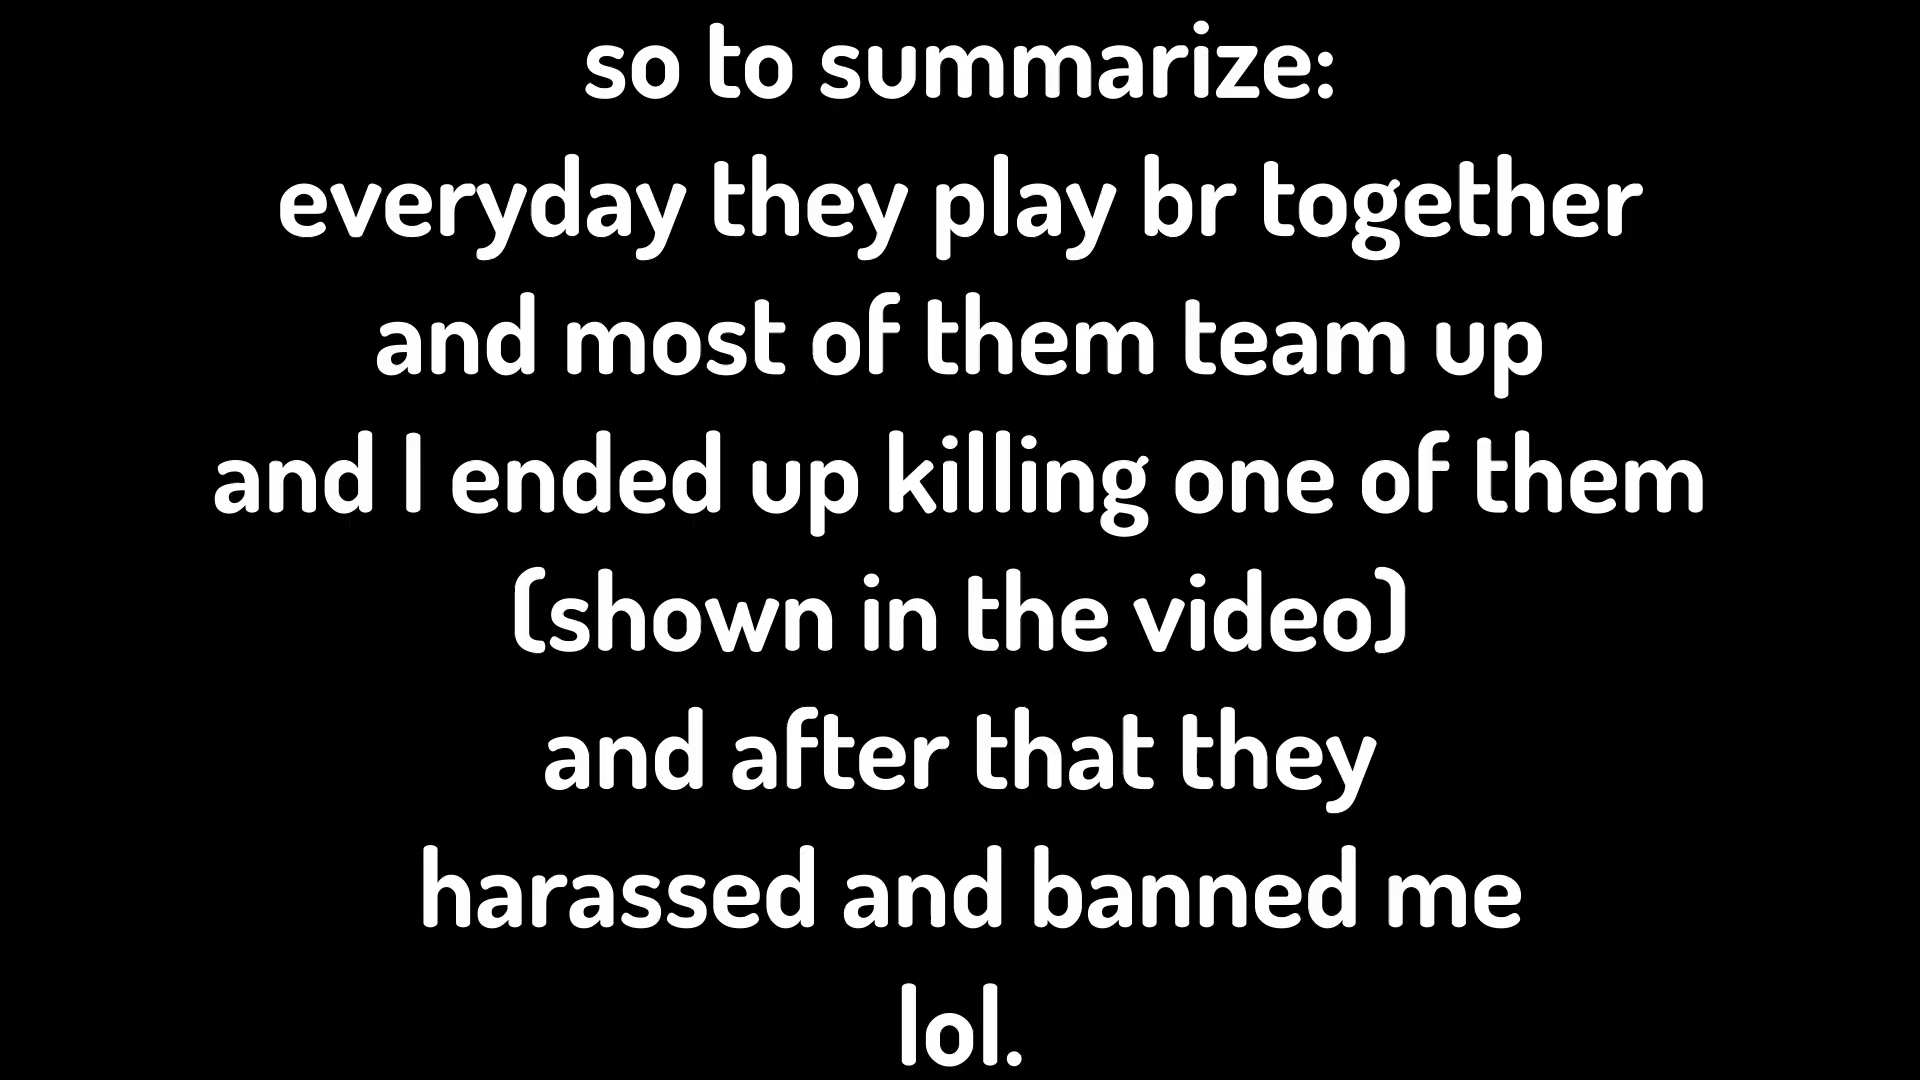 so to summarize:
everyday they play br together
and most of them team up
and I ended up killing one of them
(shown in the video)
and after that they
harassed and banned me
lol.